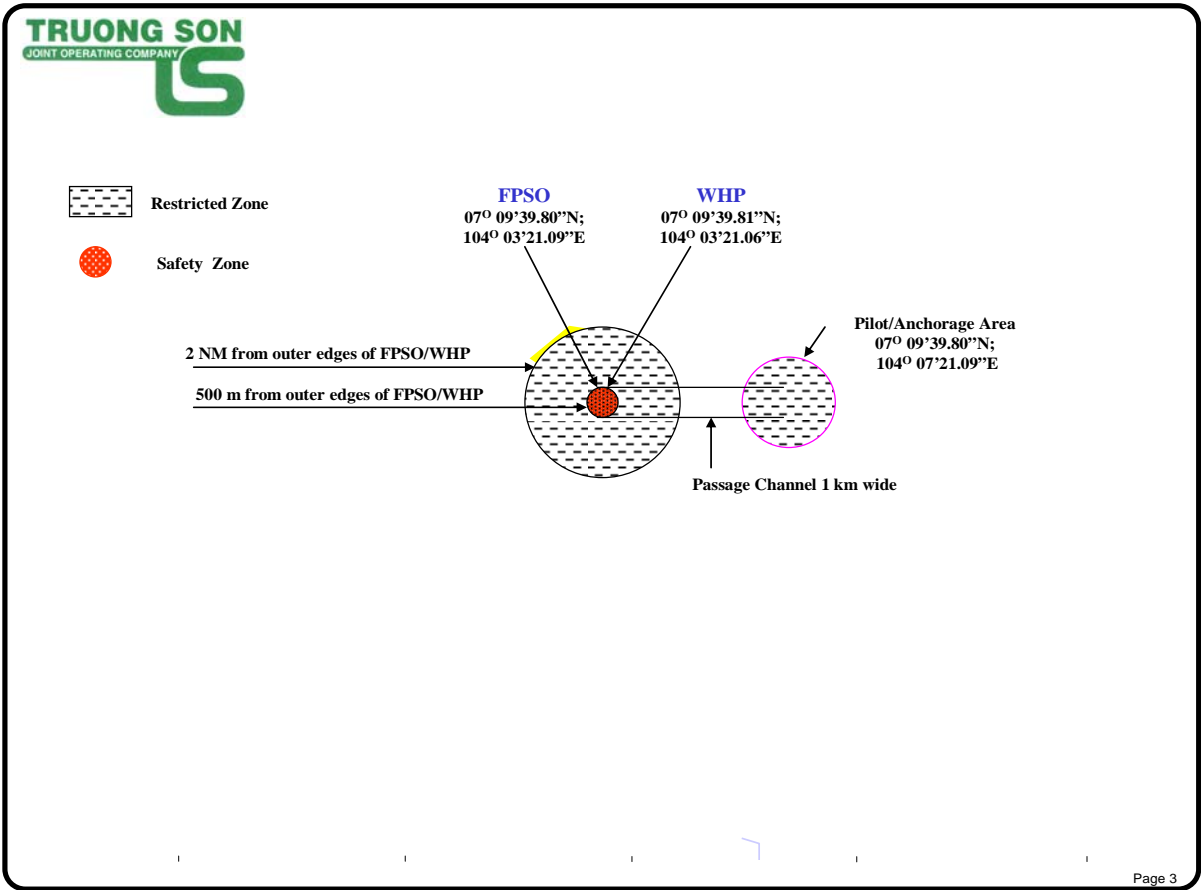 TRUONG SON
JOINT OPERATING COMPANY
TS
Restricted Zone
Safety Zone
FPSO
07O 09’39.80”N;
104O 03’21.09”E
WHP
07O 09’39.81”N;
104O 03’21.06”E
Pilot/Anchorage Area
07O 09’39.80”N;
104O 07’21.09”E
2 NM from outer edges of FPSO/WHP
500 m from outer edges of FPSO/WHP
Passage Channel 1 km wide
Page 3